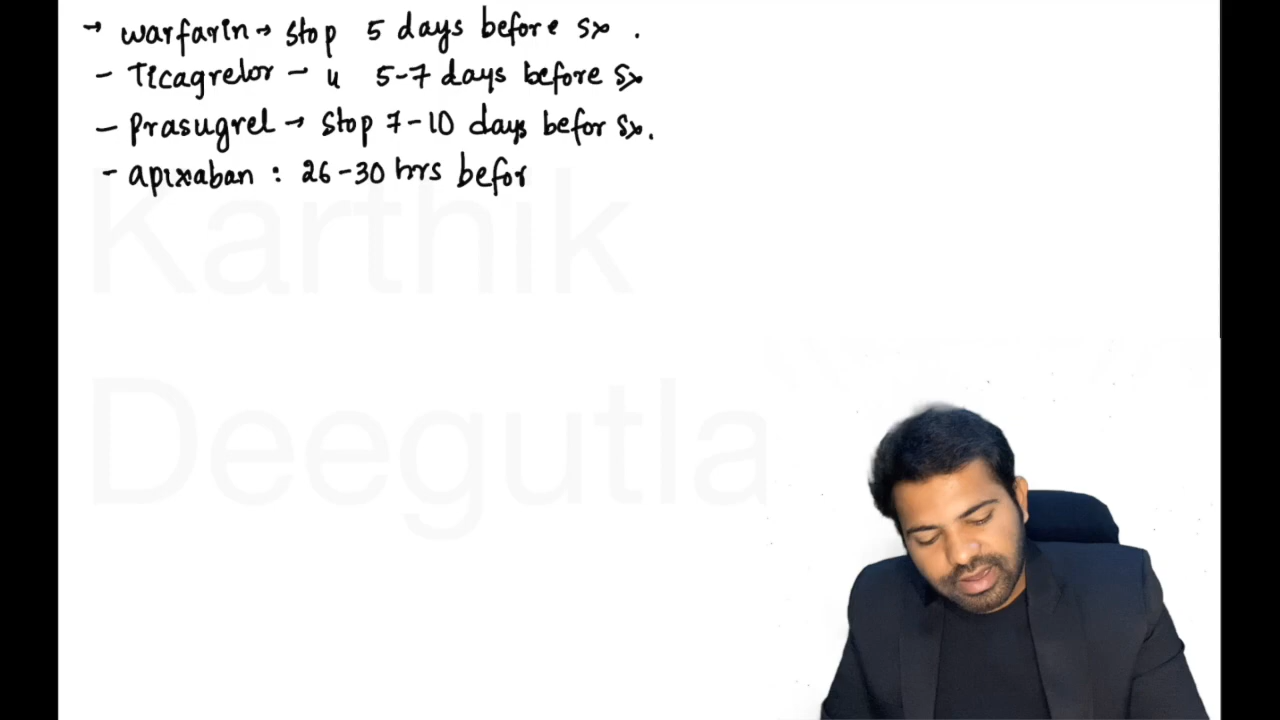 → warfarin → stop 5 days before sx .
- Ticagrelor - " 5-7 days before sx
- Prasugrel → stop 7-10 days befor sx.
- apixaban : 26-30 hrs befor
Karthik
Deegutla